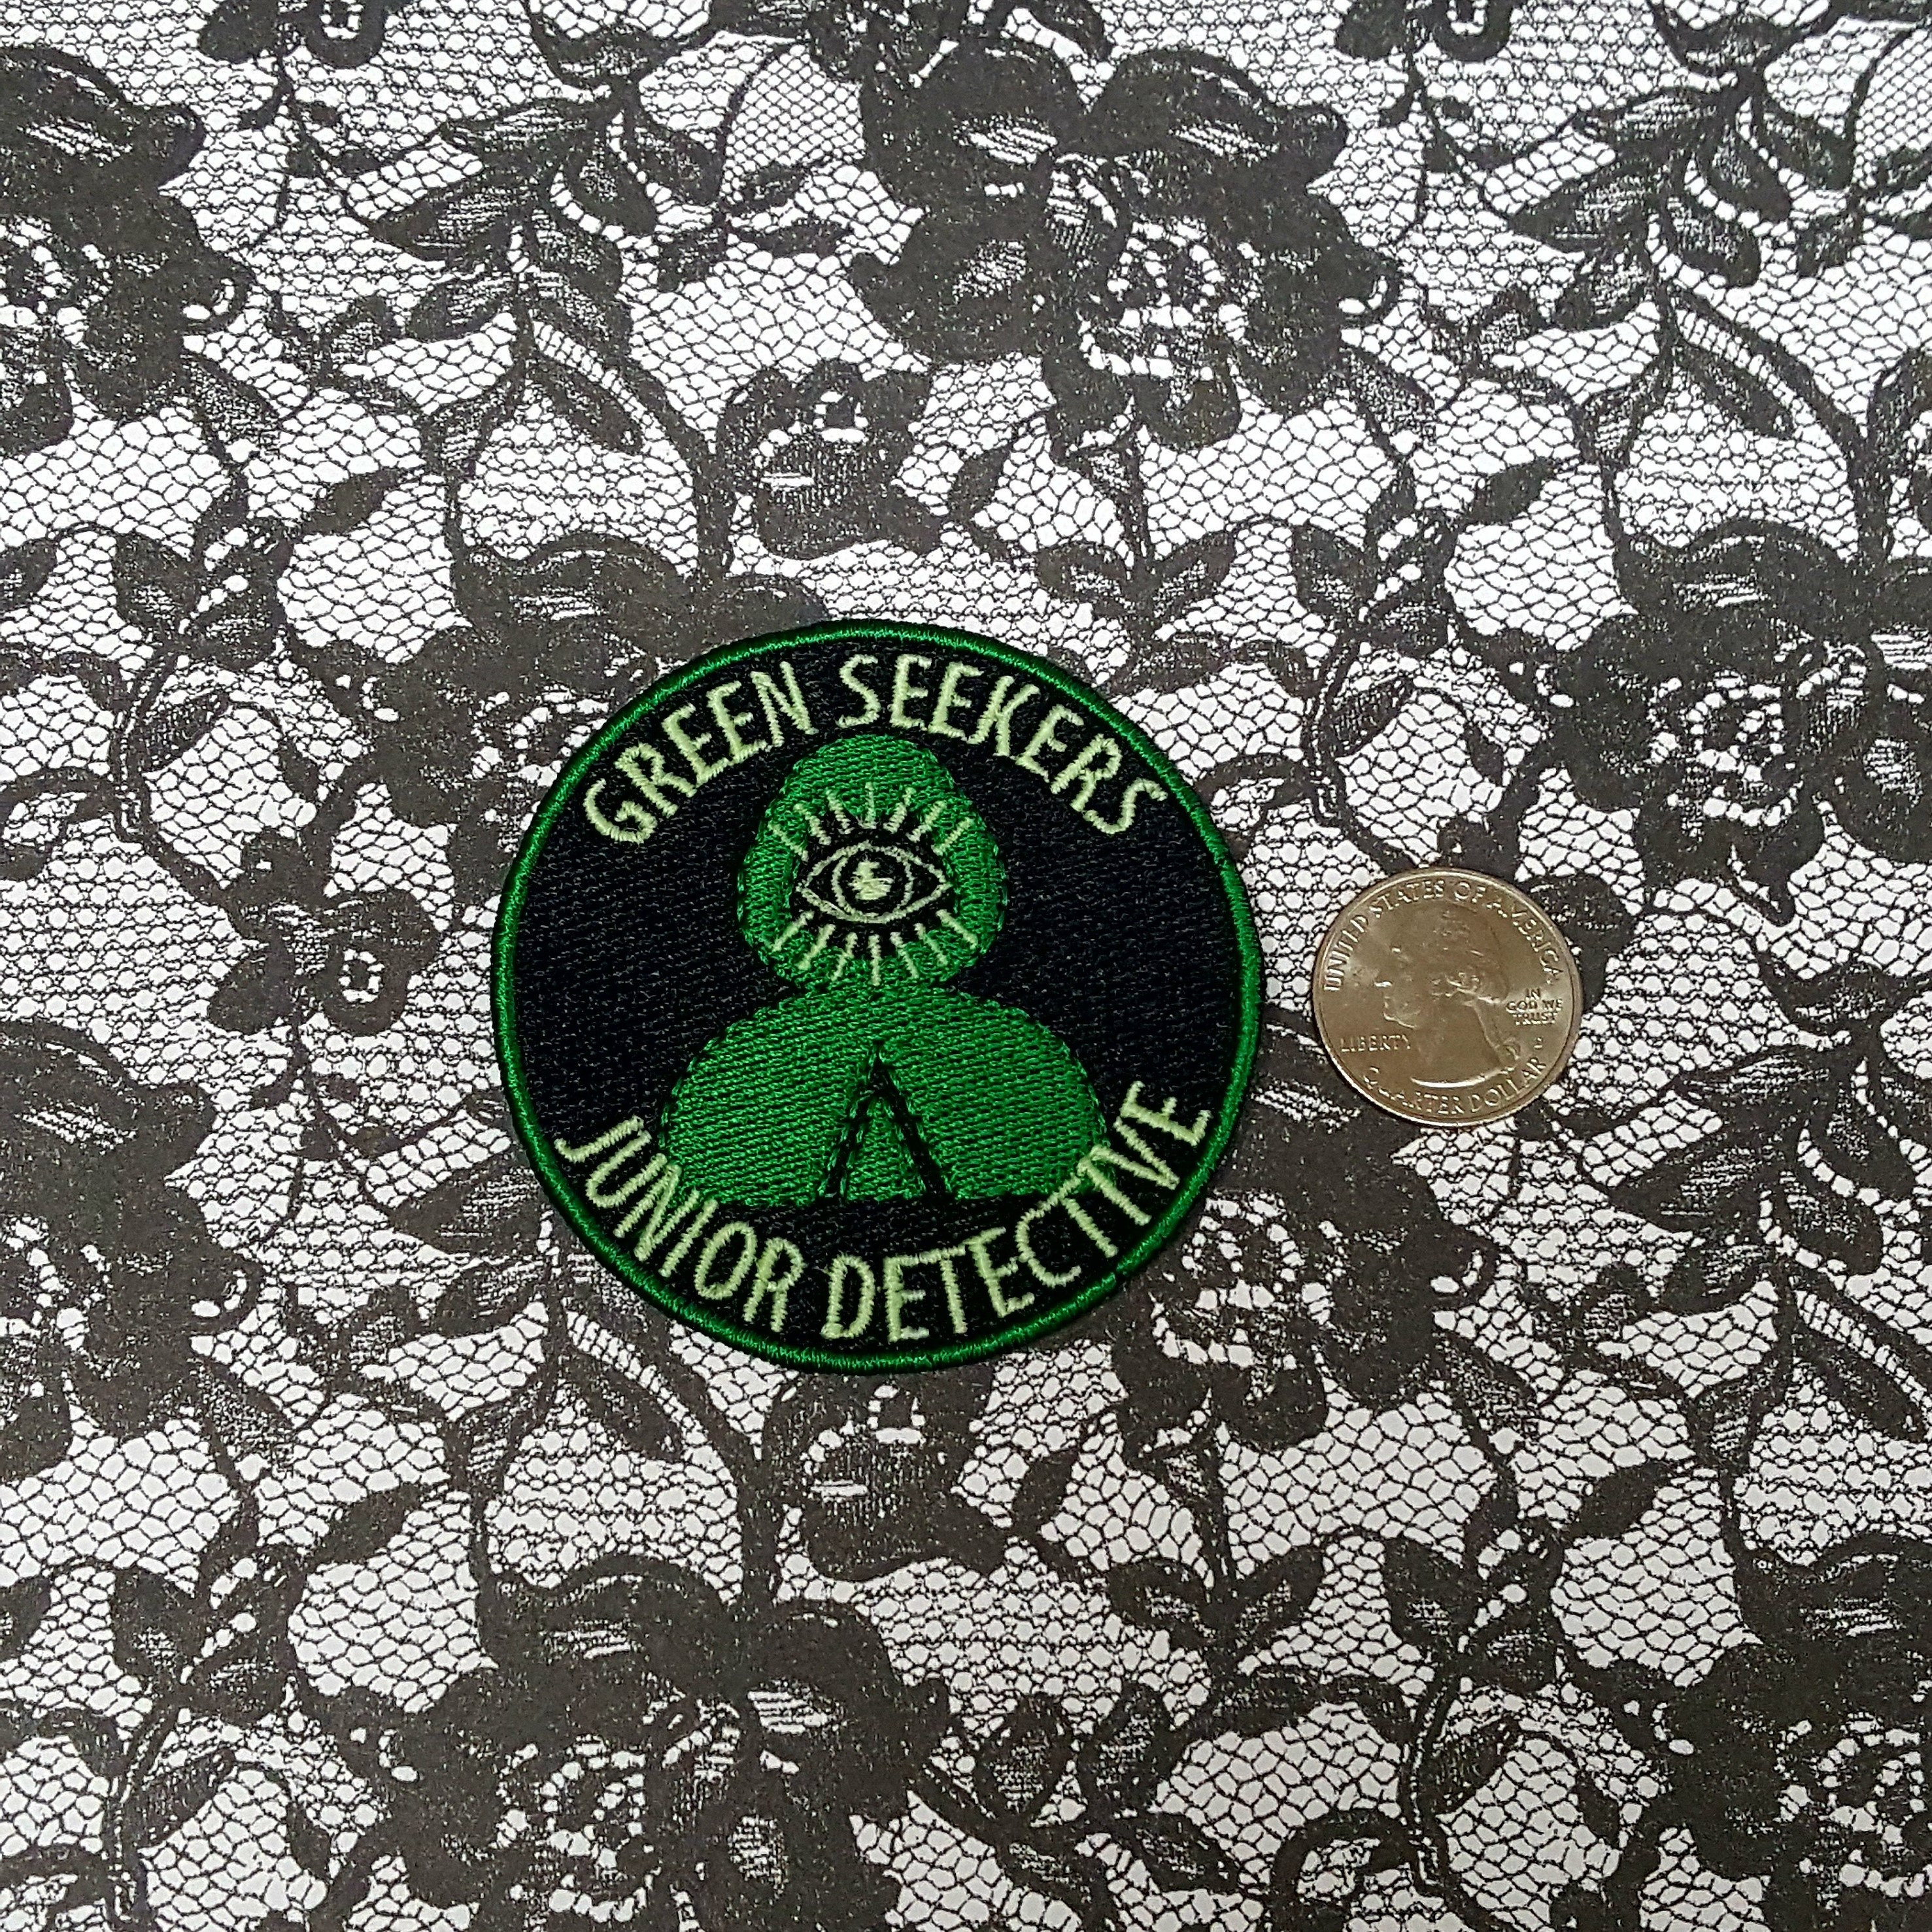 GREEN SEEKERS
JUNIOR DETECTIVE
UNITED STATES OF AMERICA
IN
GOD WE
TRUST
LIBERTY
D
QUARTER DOLLAR